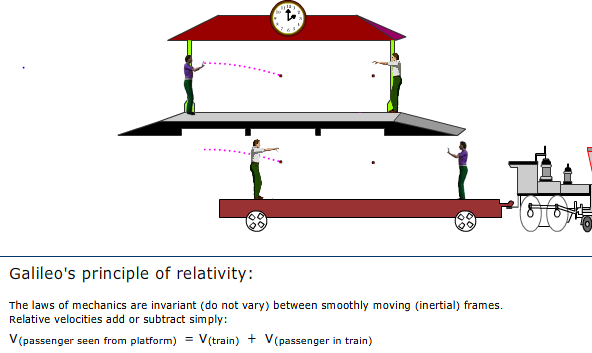 Galileo's principle of relativity:
The laws of mechanics are invariant (do not vary) between smoothly moving (inertial) frames.
Relative velocities add or subtract simply:
V(passenger seen from platform) = V(train) + V(passenger in train)